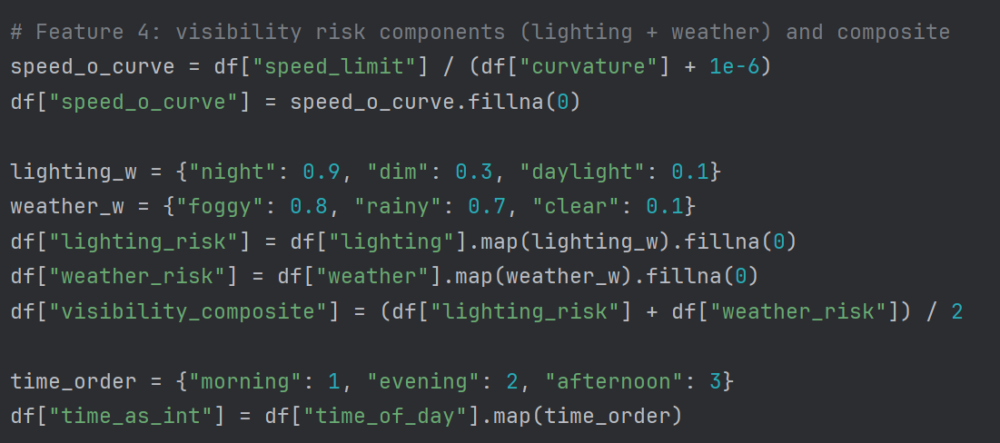 # Feature 4: visibility risk components (lighting + weather) and composite
speed_o_curve = df["speed_limit"] / (df["curvature"] + 1e-6)
df["speed_o_curve"] = speed_o_curve.fillna(0)
lighting_w = {"night": 0.9, "dim": 0.3, "daylight": 0.1}
weather_w = {"foggy": 0.8, "rainy": 0.7, "clear": 0.1}
df["lighting_risk"] = df["lighting"].map(lighting_w).fillna(0)
df["weather_risk"] = df["weather"].map(weather_w).fillna(0)
df["visibility_composite"] = (df["lighting_risk"] + df["weather_risk"]) / 2
time_order = {"morning": 1, "evening": 2, "afternoon": 3}
df["time_as_int"] = df["time_of_day"].map(time_order)